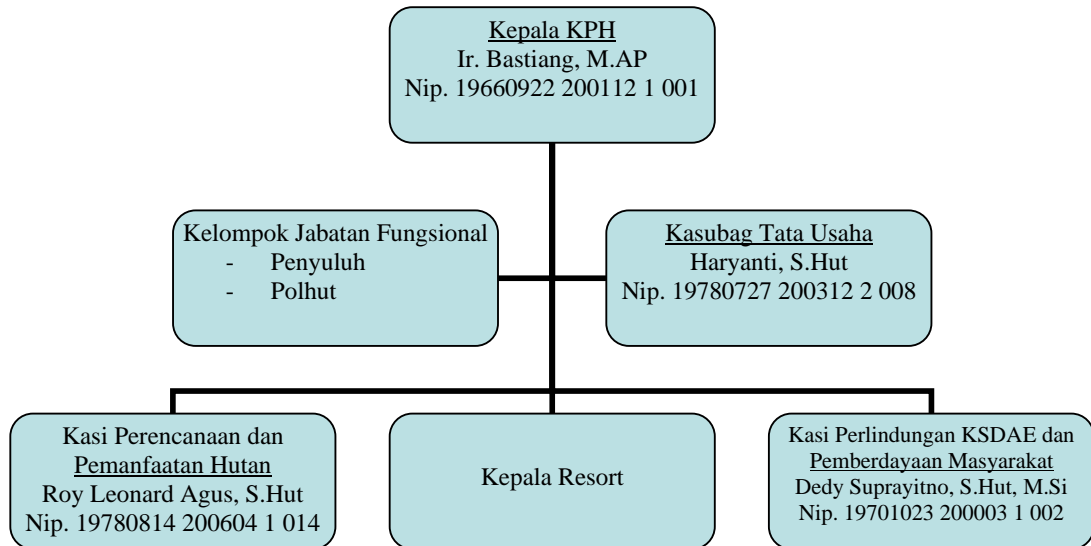 Kepala KPH
Ir. Bastiang, M.AP
Nip. 19660922 200112 1 001
Kelompok Jabatan Fungsional
- Penyuluh
- Polhut
Kasubag Tata Usaha
Haryanti, S.Hut
Nip. 19780727 200312 2 008
Kasi Perencanaan dan
Pemanfaatan Hutan
Roy Leonard Agus, S.Hut
Nip. 19780814 200604 1 014
Kepala Resort
Kasi Perlindungan KSDAE dan
Pemberdayaan Masyarakat
Dedy Suprayitno, S.Hut, M.Si
Nip. 19701023 200003 1 002